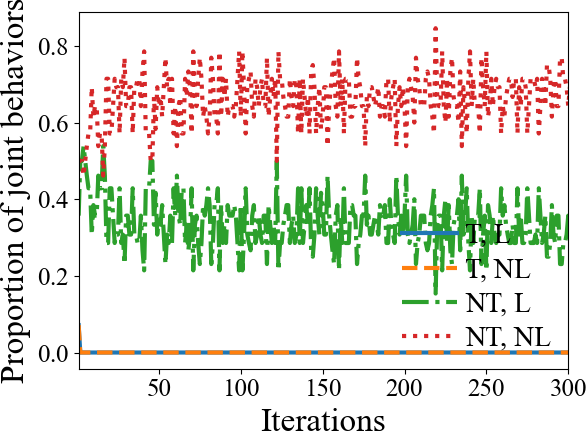 Proportion of joint behaviors
0.8
0.6
0.4
0.2
0.0
T, L
T, NL
NT, L
NT, NL
50
100
150
200
250
300
Iterations